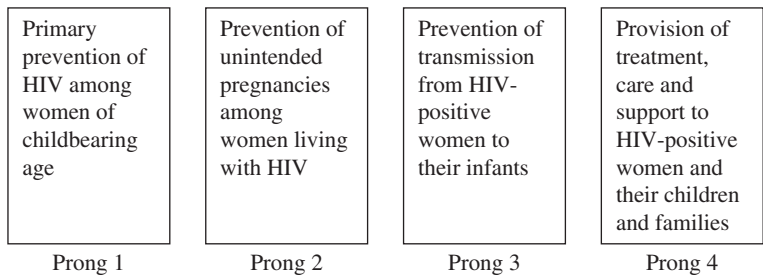 Primary
prevention of
HIV among
women of
childbearing
age
Prevention of
unintended
pregnancies
among
women living
with HIV
Prevention of
transmission
from HIV-
positive
women to
their infants
Provision of
treatment,
care and
support to
HIV-positive
women and
their children
and families
Prong 1
Prong 2
Prong 3
Prong 4